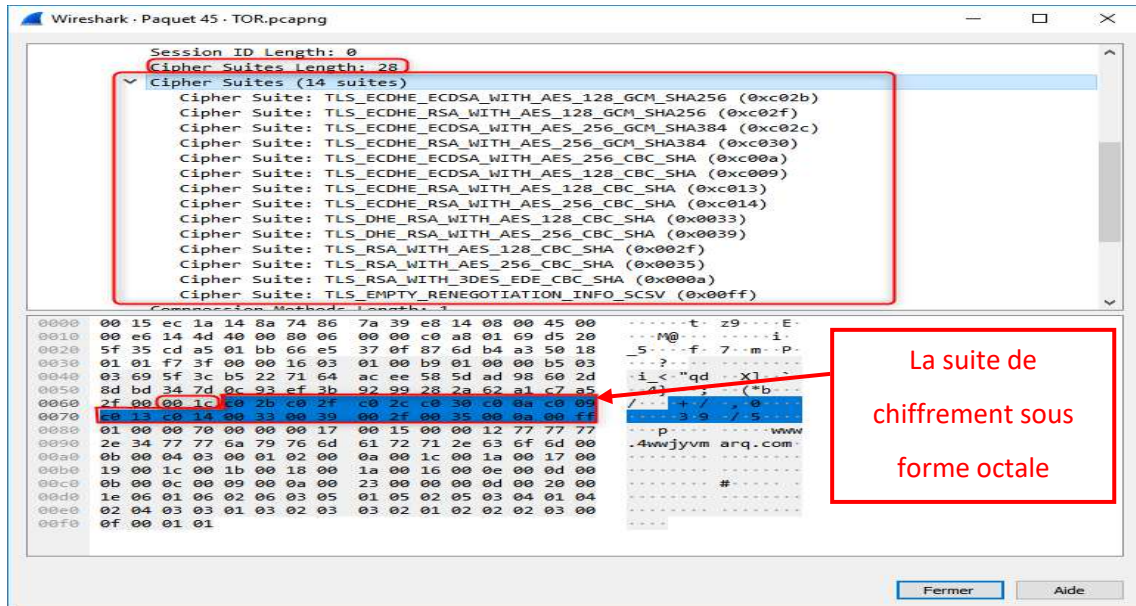 Wireshark · Paquet 45 · TOR.pcapng
Session ID Length: 0
Cipher Suites Length: 28
Cipher Suites (14 suites)
Cipher Suite: TLS_ECDHE_ECDSA_WITH_AES_128_GCM_SHA256 (0xc02b)
Cipher Suite: TLS_ECDHE_RSA_WITH_AES_128_GCM_SHA256 (0xc02f)
Cipher Suite: TLS_ECDHE_ECDSA_WITH_AES_256_GCM_SHA384 (0xc02c)
Cipher Suite: TLS_ECDHE_RSA_WITH_AES_256_GCM_SHA384 (0xc030)
Cipher Suite: TLS_ECDHE_ECDSA_WITH_AES_256_CBC_SHA (0xc00a)
Cipher Suite: TLS_ECDHE_ECDSA_WITH_AES_128_CBC_SHA (0xc009)
Cipher Suite: TLS_ECDHE_RSA_WITH_AES_128_CBC_SHA (0xc013)
Cipher Suite: TLS_ECDHE_RSA_WITH_AES_256_CBC_SHA (0xc014)
Cipher Suite: TLS_DHE_RSA_WITH_AES_128_CBC_SHA (0x0033)
Cipher Suite: TLS_DHE_RSA_WITH_AES_256_CBC_SHA (0x0039)
Cipher Suite: TLS_RSA_WITH_AES_128_CBC_SHA (0x002f)
Cipher Suite: TLS_RSA_WITH_AES_256_CBC_SHA (0x0035)
Cipher Suite: TLS_RSA_WITH_3DES_EDE_CBC_SHA (0x000a)
Cipher Suite: TLS_EMPTY_RENEGOTIATION_INFO_SCSV (0x00ff)
0000 00 15 ec 1a 14 8a 74 86 7a 39 e8 14 08 00 45 00 ······t· z9····E·
0010 00 e6 14 4d 40 00 80 06 00 00 c0 a8 01 69 d5 20 ···M@··· ·····i·
0020 5f 35 cd a5 01 bb 66 e5 37 0f 87 6d b4 a3 50 18 _5····f· 7··m··P·
0030 01 01 f7 3f 00 00 16 03 01 00 b9 01 00 00 b5 03 ···?···· ········
0040 03 69 5f 3c b5 22 71 64 ac ee 58 5d ad 98 60 2d ·i_<·"qd ··X]··`-
0050 8d bd 34 7d 0c 93 ef 3b 92 99 28 2a 62 a1 c7 a5 ··4}···; ··(*b···
0060 2f 00 00 1c c0 2b c0 2f c0 2c c0 30 c0 0a c0 09 /····+·/ ·,·0····
0070 c0 13 c0 14 00 33 00 39 00 2f 00 35 00 0a 00 ff ·····3·9 ·/·5····
0080 01 00 00 70 00 00 00 17 00 15 00 00 12 77 77 77 ···p···· ·····www
0090 2e 34 77 77 6a 79 76 6d 61 72 71 2e 63 6f 6d 00 .4wwjyvm arq.com·
00a0 0b 00 04 03 00 01 02 00 0a 00 1c 00 1a 00 17 00 ········ ········
00b0 19 00 1c 00 1b 00 18 00 1a 00 16 00 0e 00 0d 00 ········ ········
00c0 0b 00 0c 00 09 00 0a 00 23 00 00 00 0d 00 20 00 ········ #·····
00d0 1e 06 01 06 02 06 03 05 01 05 02 05 03 04 01 04 ········ ········
00e0 02 04 03 03 01 03 02 03 03 02 01 02 02 02 03 00 ········ ········
00f0 0f 00 01 01 ····
La suite de
chiffrement sous
forme octale
Fermer Aide